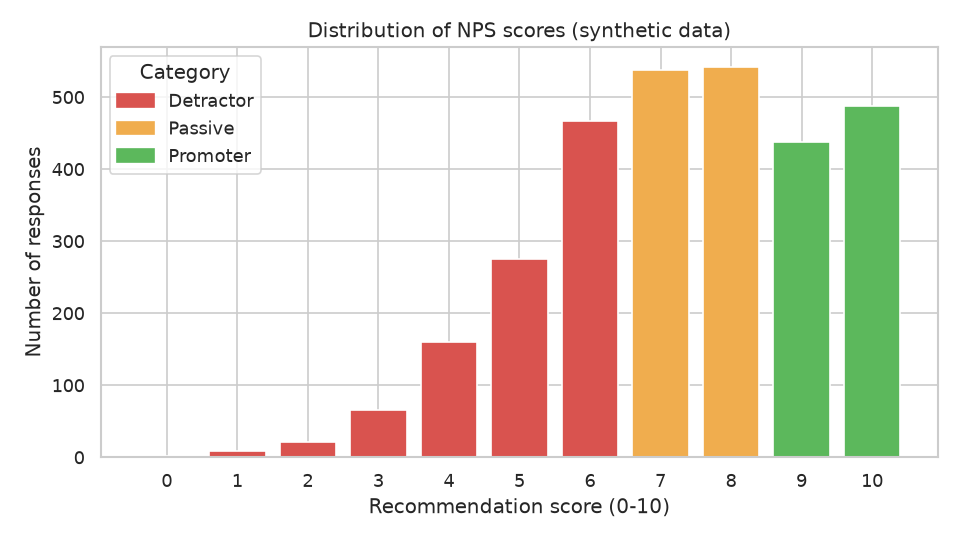 Distribution of NPS scores (synthetic data)
Category
Detractor
Passive
Promoter
Number of responses
500
400
300
200
100
0
0 1 2 3 4 5 6 7 8 9 10
Recommendation score (0-10)